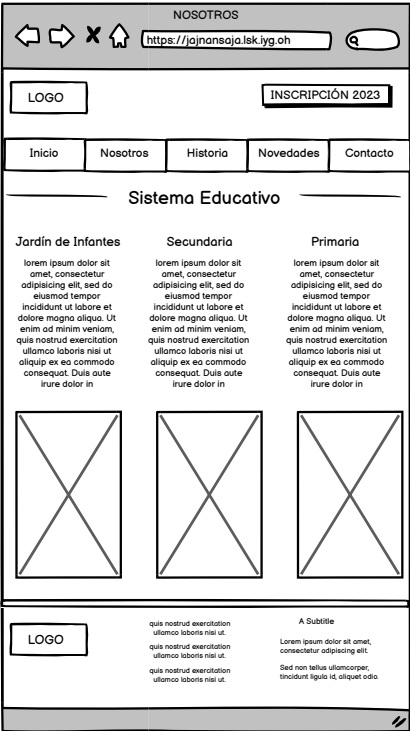 NOSOTROS
https://jajnansaja.lsk.iyg.oh
LOGO
INSCRIPCIÓN 2023
Inicio
Nosotros
Historia
Novedades
Contacto
Sistema Educativo
Jardín de Infantes
lorem ipsum dolor sit
amet, consectetur
adipisicing elit, sed do
eiusmod tempor
incididunt ut labore et
dolore magna aliqua. Ut
enim ad minim veniam,
quis nostrud exercitation
ullamco laboris nisi ut
aliquip ex ea commodo
consequat. Duis aute
irure dolor in
Secundaria
lorem ipsum dolor sit
amet, consectetur
adipisicing elit, sed do
eiusmod tempor
incididunt ut labore et
dolore magna aliqua. Ut
enim ad minim veniam,
quis nostrud exercitation
ullamco laboris nisi ut
aliquip ex ea commodo
consequat. Duis aute
irure dolor in
Primaria
lorem ipsum dolor sit
amet, consectetur
adipisicing elit, sed do
eiusmod tempor
incididunt ut labore et
dolore magna aliqua. Ut
enim ad minim veniam,
quis nostrud exercitation
ullamco laboris nisi ut
aliquip ex ea commodo
consequat. Duis aute
irure dolor in
LOGO
quis nostrud exercitation
ullamco laboris nisi ut.
quis nostrud exercitation
ullamco laboris nisi ut.
quis nostrud exercitation
ullamco laboris nisi ut.
A Subtitle
Lorem ipsum dolor sit amet,
consectetur adipiscing elit.
Sed non tellus ullamcorper,
tincidunt ligula id, aliquet odio.